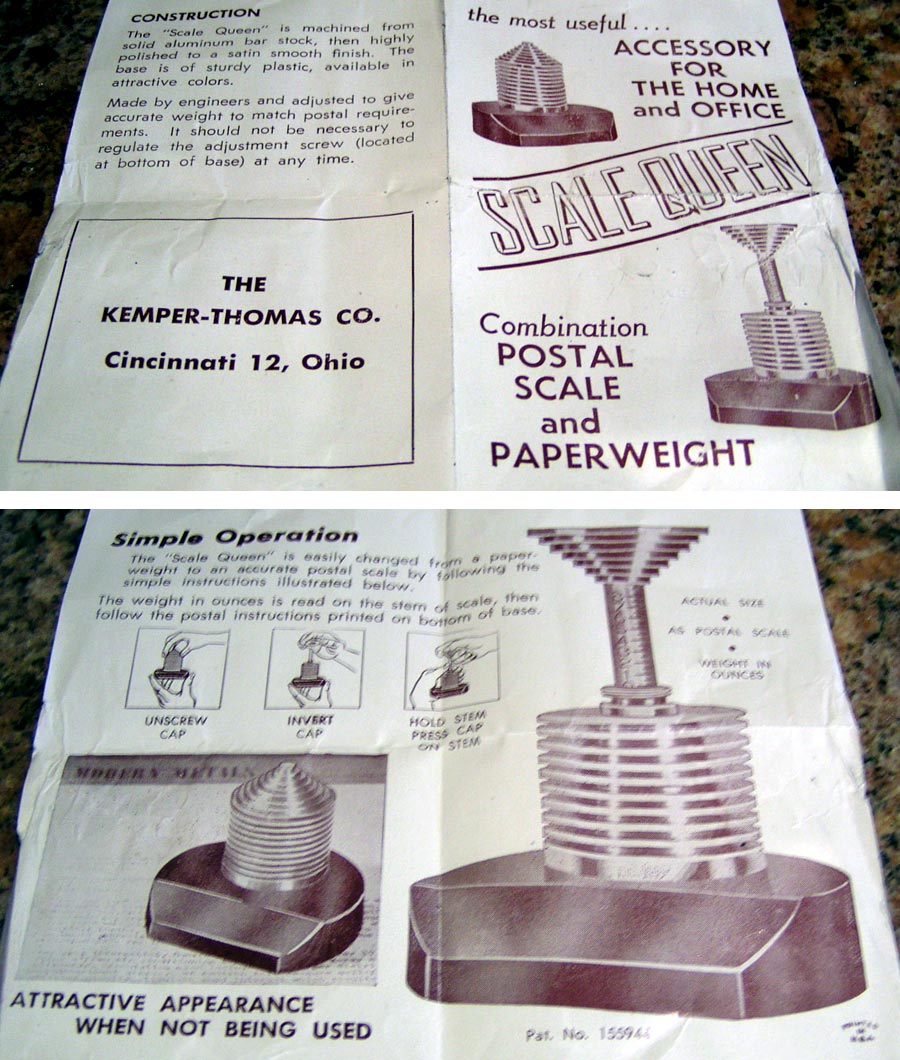 CONSTRUCTION
The "Scale Queen" is machined from
solid aluminum bar stock, then highly
polished to a satin smooth finish. The
base is of sturdy plastic, available in
attractive colors.
Made by engineers and adjusted to give
accurate weight to match postal require-
ments. It should not be necessary to
regulate the adjustment screw (located
at bottom of base) at any time.
THE
KEMPER-THOMAS CO.
Cincinnati 12, Ohio
the most useful ....
ACCESSORY
FOR
THE HOME
and OFFICE
SCALE QUEEN
Combination
POSTAL
SCALE
and
PAPERWEIGHT
Simple Operation
The "Scale Queen" is easily changed from a paper-
weight to an accurate postal scale by following the
simple instructions illustrated below.
The weight in ounces is read on the stem of scale, then
follow the postal instructions printed on bottom of base.
UNSCREW
CAP
INVERT
CAP
HOLD STEM
PRESS CAP
ON STEM
ACTUAL SIZE
•
AS POSTAL SCALE
•
WEIGHT IN
OUNCES
MODERN METALS
ATTRACTIVE APPEARANCE
WHEN NOT BEING USED
Pat. No. 155944
PRINTED
IN
U.S.A.